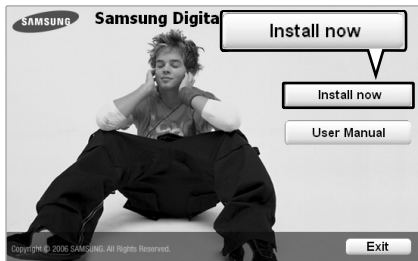 SAMSUNG
Samsung Digita
Install now
Install now
User Manual
Copyright © 2006 SAMSUNG. All Rights Reserved.
Exit